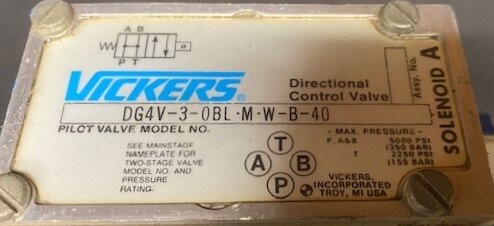 A B
a
P T
VICKERS
Directional
Control Valve
Assy. No.
SOLENOID A
DG4V-3-0BL-M-W-B-40
PILOT VALVE MODEL NO.
SEE MAINSTAGE
NAMEPLATE FOR
TWO-STAGE VALVE
MODEL NO. AND
PRESSURE
RATING.
T
A B
P
- MAX. PRESSURE -
P, A&B 5000 PSI
(350 BAR)
T 2250 PSI
(155 BAR)
VICKERS,
INCORPORATED
TROY, MI USA